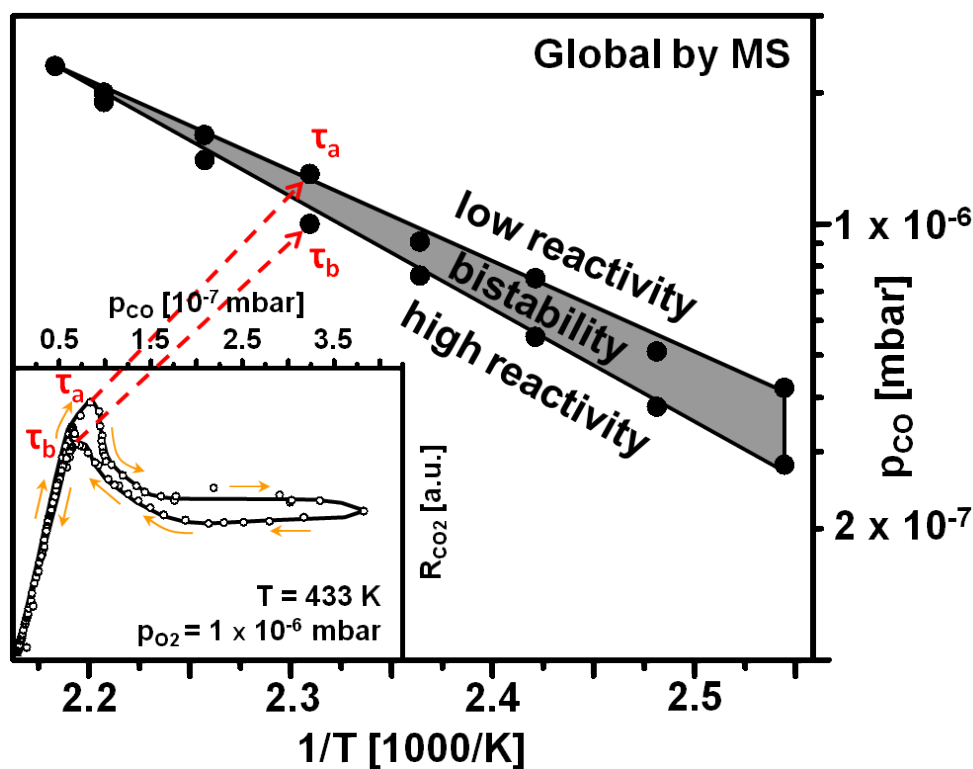 Global by MS
τa
τb
low reactivity
bistability
high reactivity
1 x 10-6
2 x 10-7
pCO [mbar]
pCO [10-7 mbar]
0.5 1.5 2.5 3.5
τa
τb
RCO2 [a.u.]
T = 433 K
pO2 = 1 × 10-6 mbar
2.2 2.3 2.4 2.5
1/T [1000/K]